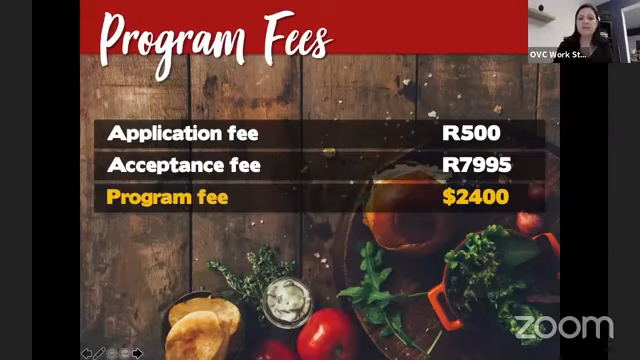 Program Fees
OVC Work St...
Application fee R500
Acceptance fee R7995
Program fee $2400
zoom